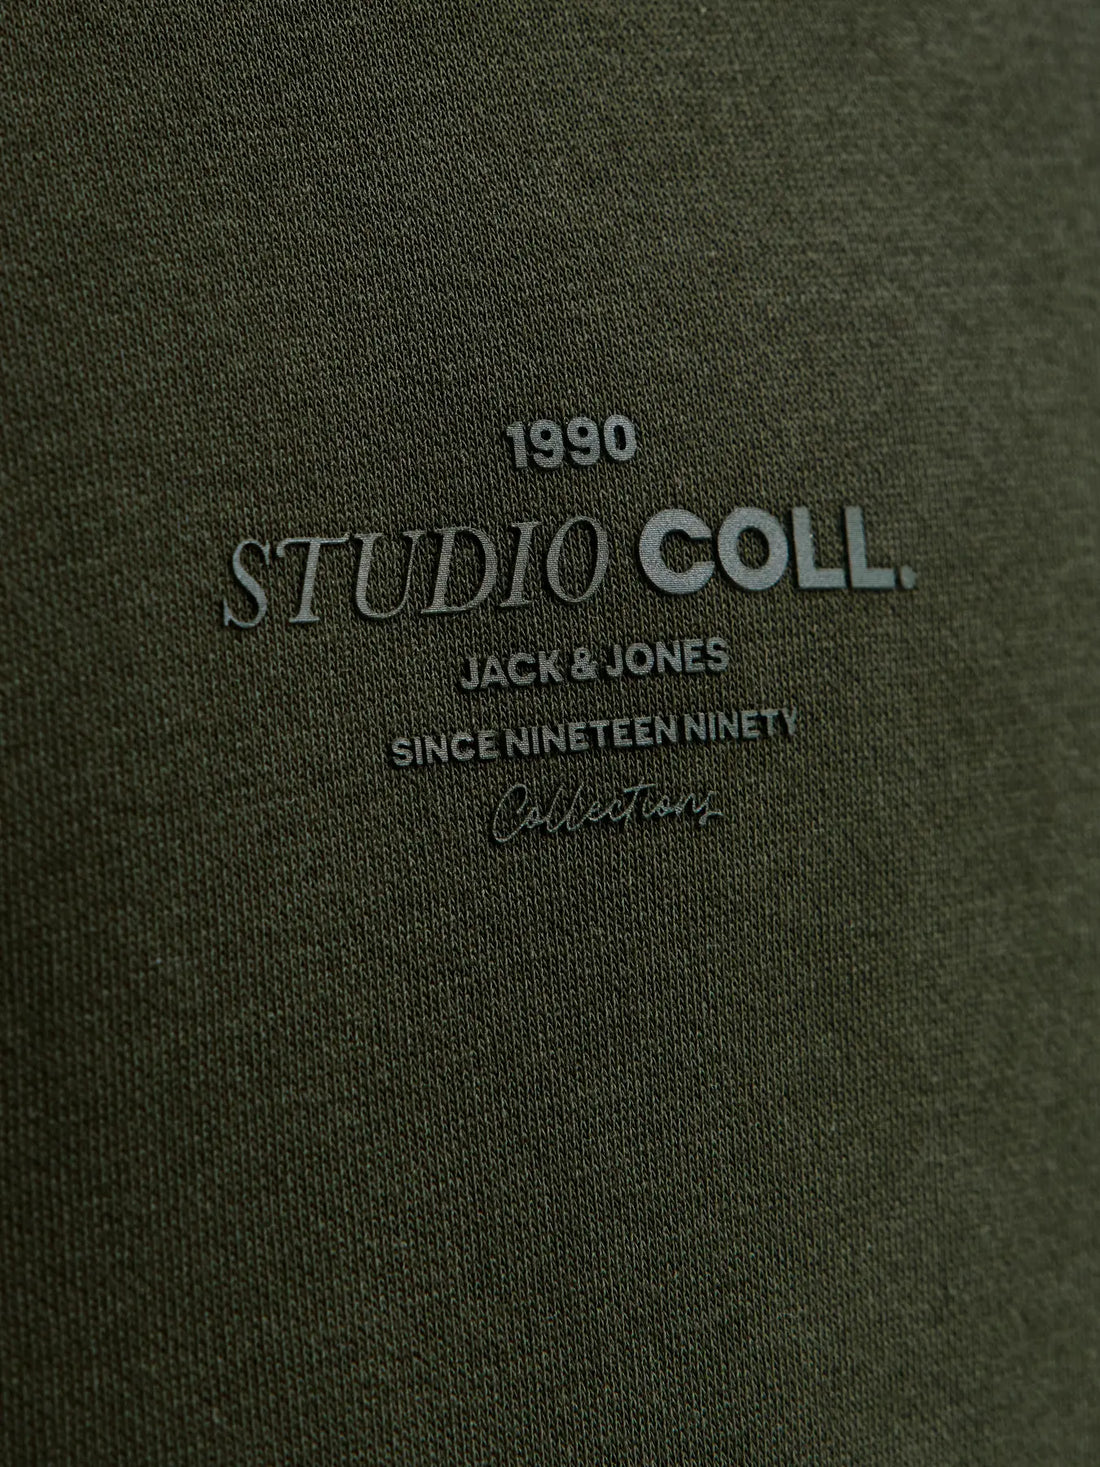 1990
STUDIO COLL.
JACK & JONES
SINCE NINETEEN NINETY
Collections